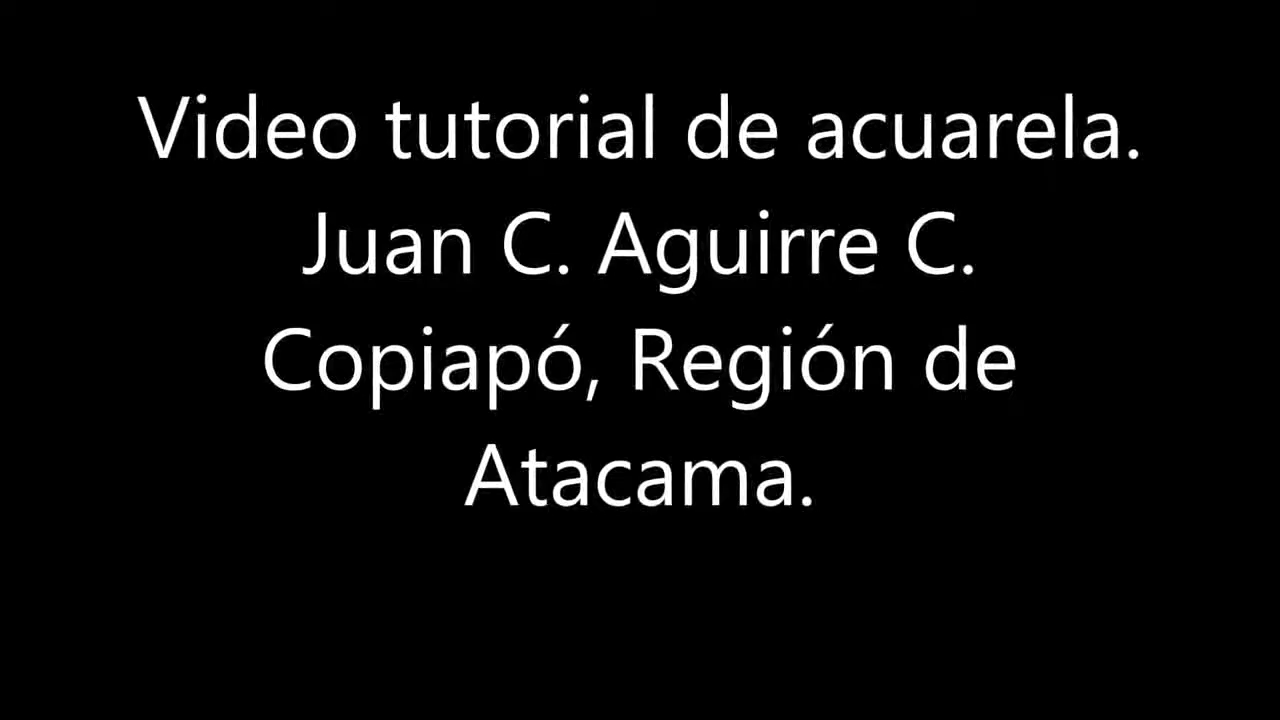 Video tutorial de acuarela.
Juan C. Aguirre C.
Copiapó, Región de
Atacama.